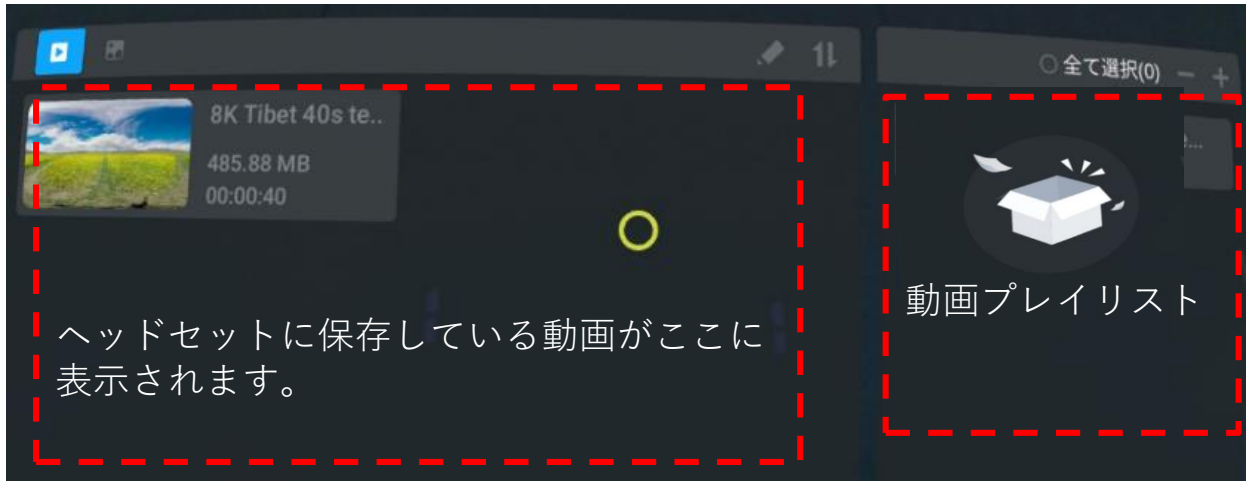 全て選択(0)
8K Tibet 40s te..
485.88 MB
00:00:40
ヘッドセットに保存している動画がここに
表示されます。
動画プレイリスト